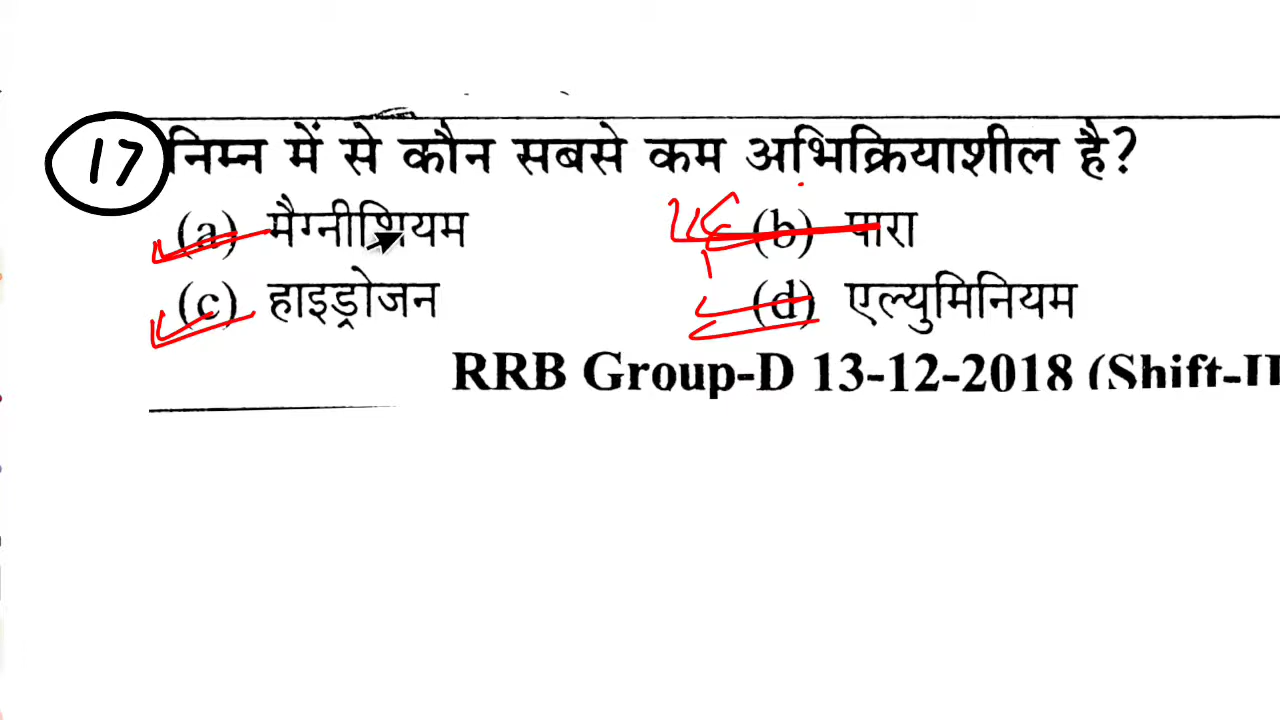 17 निम्न में से कौन सबसे कम अभिक्रियाशील है?
(a) मैग्नीशियम (b) पारा
(c) हाइड्रोजन (d) एल्युमिनियम
RRB Group-D 13-12-2018 (Shift-II